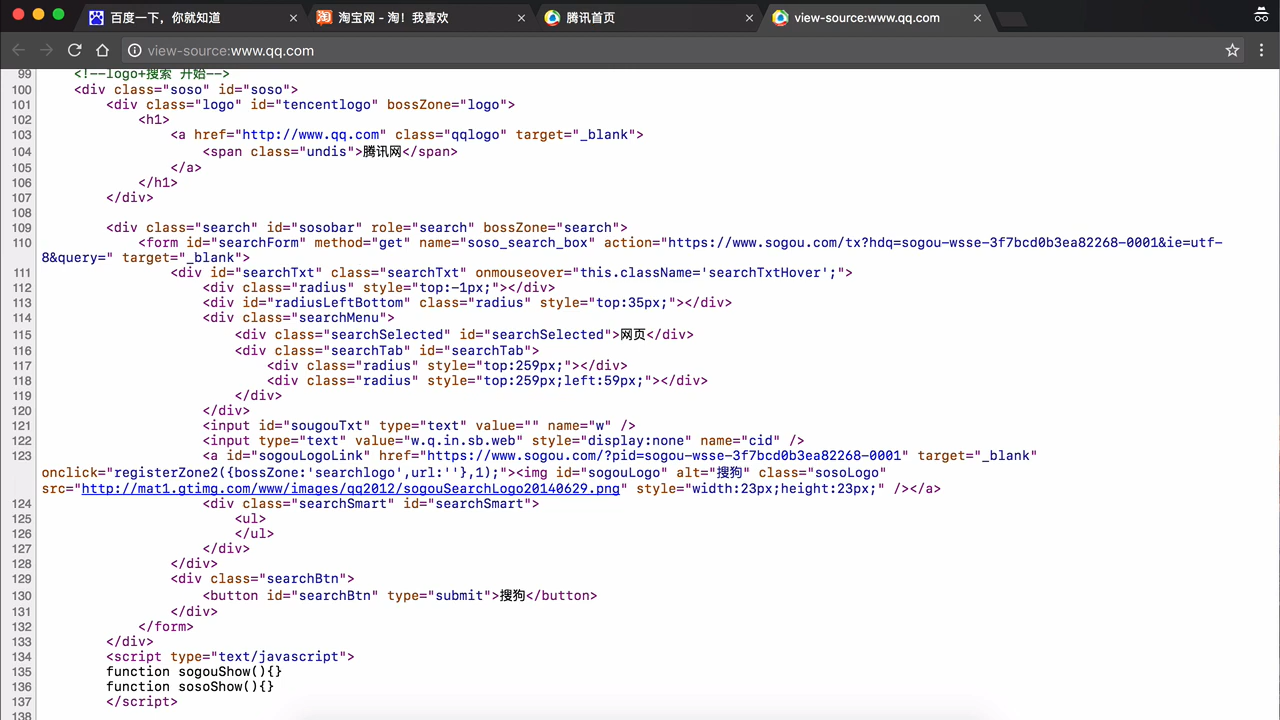 百度一下，你就知道
淘宝网 - 淘！我喜欢
腾讯首页
view-source:www.qq.com
view-source:www.qq.com
99 <!--logo+搜索 开始-->
100 <div class="soso" id="soso">
101 <div class="logo" id="tencentlogo" bossZone="logo">
102 <h1>
103 <a href="http://www.qq.com" class="qqlogo" target="_blank">
104 <span class="undis">腾讯网</span>
105 </a>
106 </h1>
107 </div>
108
109 <div class="search" id="sosobar" role="search" bossZone="search">
110 <form id="searchForm" method="get" name="soso_search_box" action="https://www.sogou.com/tx?hdq=sogou-wsse-3f7bcd0b3ea82268-0001&ie=utf-
8&query=" target="_blank">
111 <div id="searchTxt" class="searchTxt" onmouseover="this.className='searchTxtHover';">
112 <div class="radius" style="top:-1px;"></div>
113 <div id="radiusLeftBottom" class="radius" style="top:35px;"></div>
114 <div class="searchMenu">
115 <div class="searchSelected" id="searchSelected">网页</div>
116 <div class="searchTab" id="searchTab">
117 <div class="radius" style="top:259px;"></div>
118 <div class="radius" style="top:259px;left:59px;"></div>
119 </div>
120 </div>
121 <input id="sougouTxt" type="text" value="" name="w" />
122 <input type="text" value="w.q.in.sb.web" style="display:none" name="cid" />
123 <a id="sogouLogoLink" href="https://www.sogou.com/?pid=sogou-wsse-3f7bcd0b3ea82268-0001" target="_blank"
onclick="registerZone2({bossZone:'searchlogo',url:''},1);"><img id="sogouLogo" alt="搜狗" class="sosoLogo"
src="http://mat1.gtimg.com/www/images/qq2012/sogouSearchLogo20140629.png" style="width:23px;height:23px;" /></a>
124 <div class="searchSmart" id="searchSmart">
125 <ul>
126 </ul>
127 </div>
128 </div>
129 <div class="searchBtn">
130 <button id="searchBtn" type="submit">搜狗</button>
131 </div>
132 </form>
133 </div>
134 <script type="text/javascript">
135 function sogouShow(){}
136 function sosoShow(){}
137 </script>
138